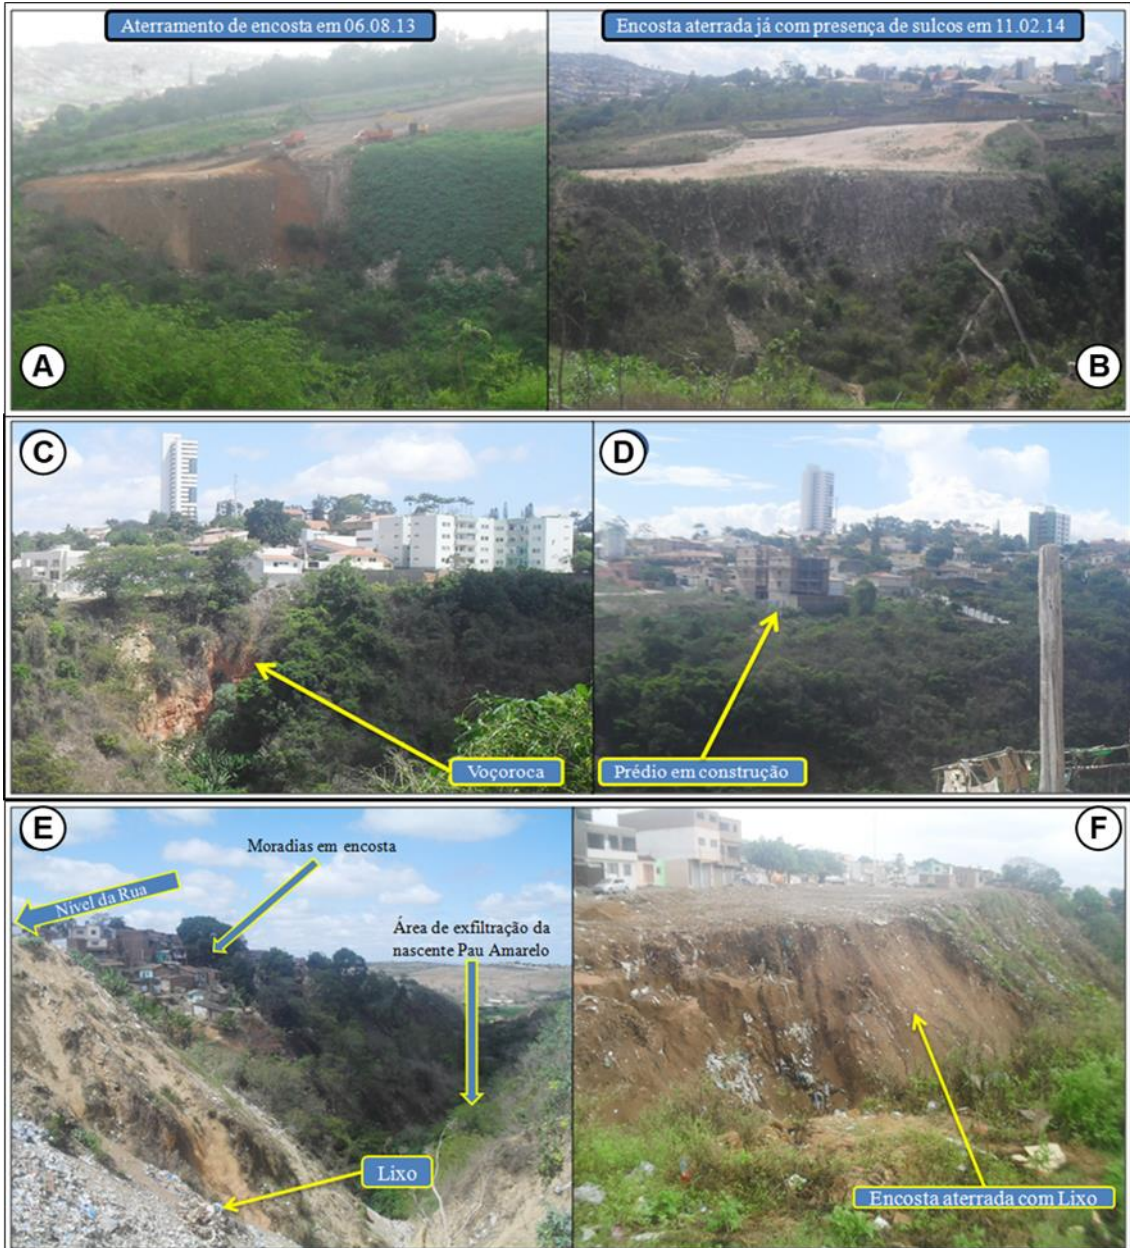 Aterramento de encosta em 06.08.13
Encosta aterrada já com presença de sulcos em 11.02.14
A
B
C
D
Voçoroca
Prédio em construção
E
F
Moradias em encosta
Nível da Rua
Área de exfiltração da
nascente Pau Amarelo
Lixo
Encosta aterrada com Lixo